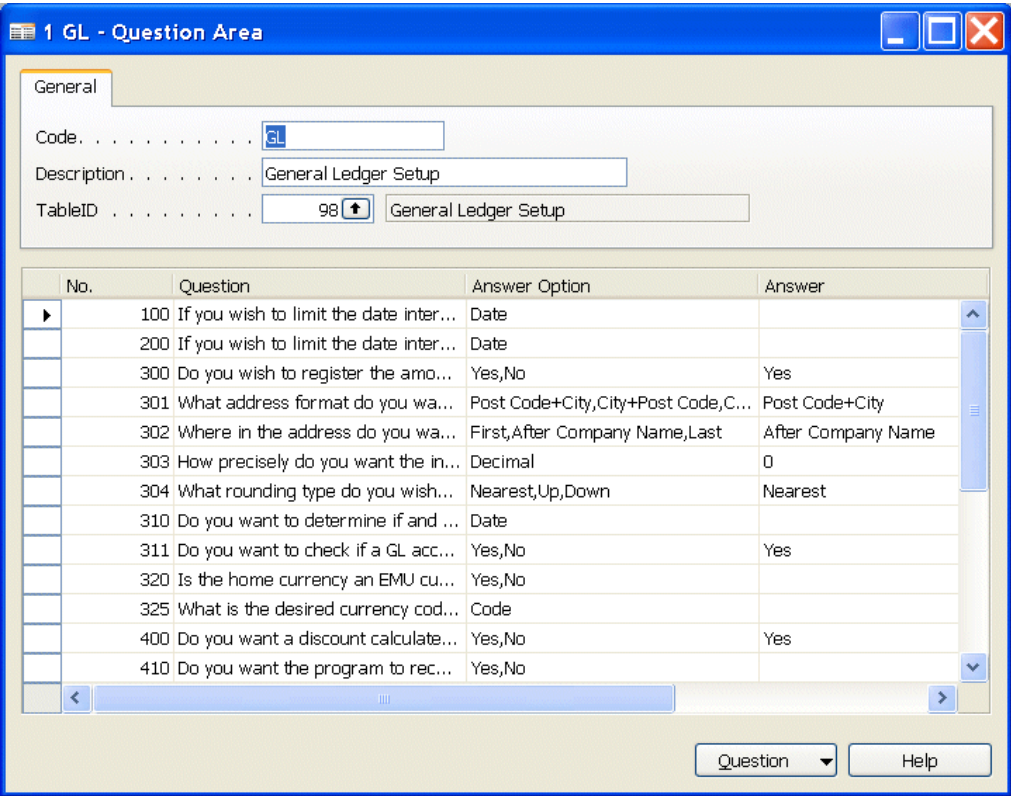 1 GL - Question Area
General
Code. . . . . . . . . . . GL
Description . . . . . . . . General Ledger Setup
TableID . . . . . . . . . 98 General Ledger Setup
No. Question Answer Option Answer
100 If you wish to limit the date inter... Date
200 If you wish to limit the date inter... Date
300 Do you wish to register the amo... Yes,No Yes
301 What address format do you wa... Post Code+City,City+Post Code,C... Post Code+City
302 Where in the address do you wa... First,After Company Name,Last After Company Name
303 How precisely do you want the in... Decimal 0
304 What rounding type do you wish... Nearest,Up,Down Nearest
310 Do you want to determine if and ... Date
311 Do you want to check if a GL acc... Yes,No Yes
320 Is the home currency an EMU cu... Yes,No
325 What is the desired currency cod... Code
400 Do you want a discount calculate... Yes,No Yes
410 Do you want the program to rec... Yes,No
Question Help